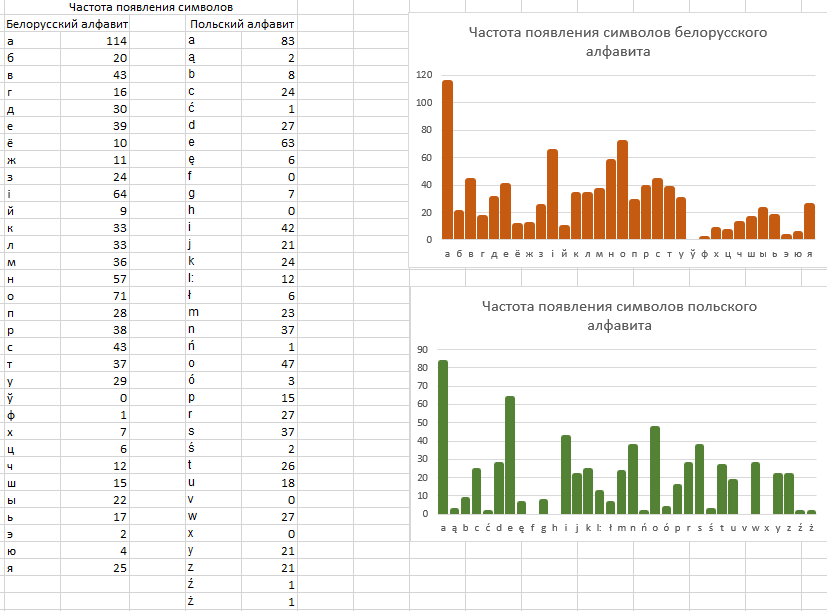 Частота появления символов
Белорусский алфавит Польский алфавит
а 114 a 83
б 20 ą 2
в 43 b 8
г 16 c 24
д 30 ć 1
е 39 d 27
ё 10 e 63
ж 11 ę 6
з 24 f 0
і 64 g 7
й 9 h 0
к 33 i 42
л 33 j 21
м 36 k 24
н 57 l: 12
о 71 ł 6
п 28 m 23
р 38 n 37
с 43 ń 1
т 37 o 47
у 29 ó 3
ў 0 p 15
ф 1 r 27
х 7 s 37
ц 6 ś 2
ч 12 t 26
ш 15 u 18
ы 22 v 0
ь 17 w 27
э 2 x 0
ю 4 y 21
я 25 z 21
ź 1
ż 1
Частота появления символов белорусского
алфавита
120
100
80
60
40
20
0
а б в г д е ё ж з і й к л м н о п р с т у ў ф х ц ч ш ы ь э ю я
Частота появления символов польского
алфавита
90
80
70
60
50
40
30
20
10
0
a ą b c ć d e ę f g h i j k l: ł m n ń o ó p r s ś t u v w x y z ź ż